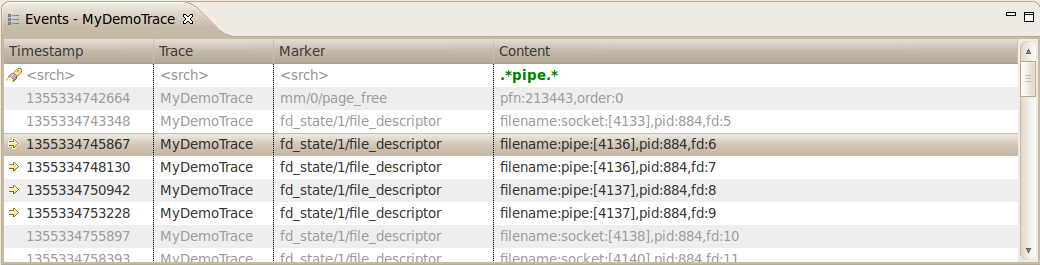 Events - MyDemoTrace
Timestamp Trace Marker Content
<srch> <srch> <srch> .*pipe.*
1355334742664 MyDemoTrace mm/0/page_free pfn:213443,order:0
1355334743348 MyDemoTrace fd_state/1/file_descriptor filename:socket:[4133],pid:884,fd:5
1355334745867 MyDemoTrace fd_state/1/file_descriptor filename:pipe:[4136],pid:884,fd:6
1355334748130 MyDemoTrace fd_state/1/file_descriptor filename:pipe:[4136],pid:884,fd:7
1355334750942 MyDemoTrace fd_state/1/file_descriptor filename:pipe:[4137],pid:884,fd:8
1355334753228 MyDemoTrace fd_state/1/file_descriptor filename:pipe:[4137],pid:884,fd:9
1355334755897 MyDemoTrace fd_state/1/file_descriptor filename:socket:[4138],pid:884,fd:10
1355334758393 MyDemoTrace fd_state/1/file_descriptor filename:socket:[4140],pid:884,fd:11